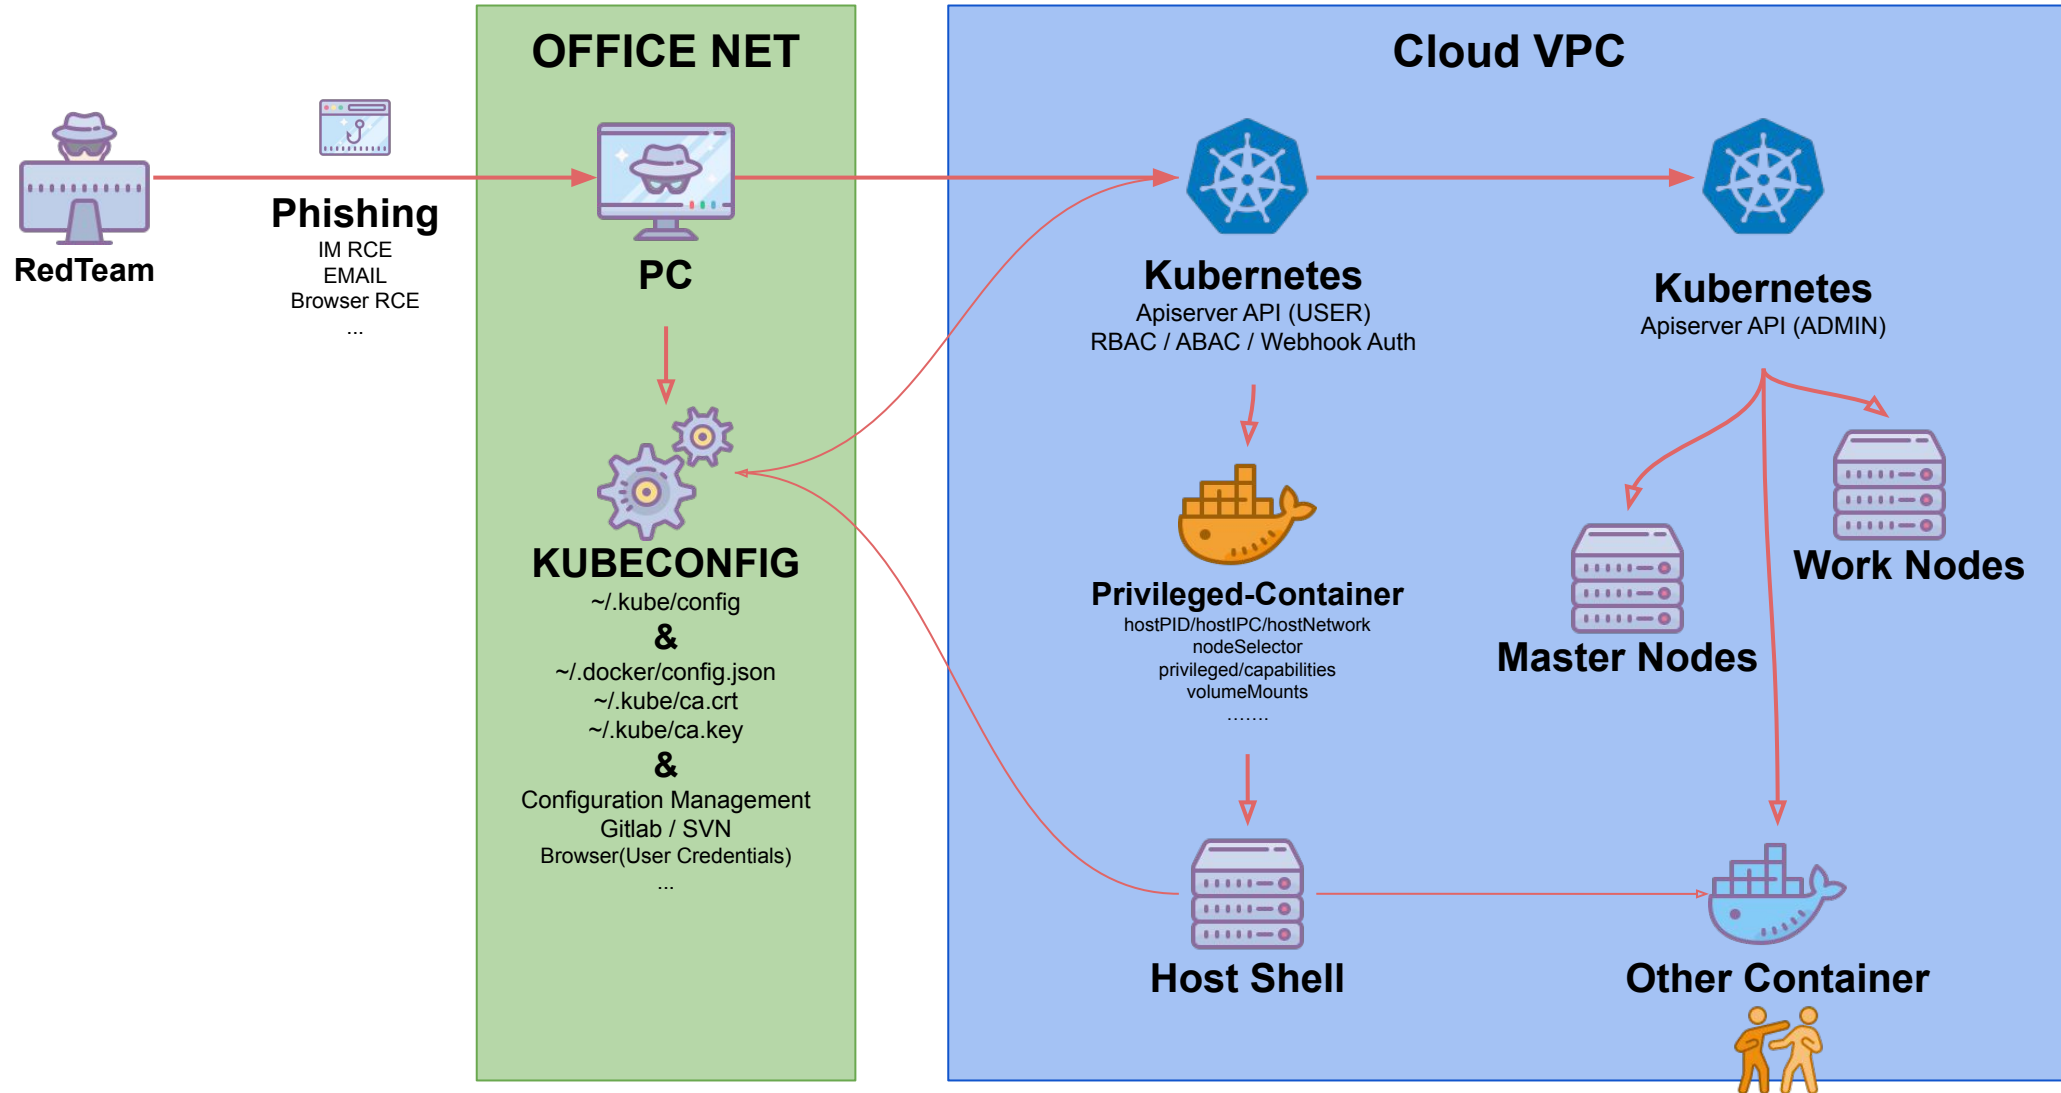 OFFICE NET
Cloud VPC
RedTeam
Phishing
IM RCE
EMAIL
Browser RCE
...
PC
KUBECONFIG
~/.kube/config
&
~/.docker/config.json
~/.kube/ca.crt
~/.kube/ca.key
&
Configuration Management
Gitlab / SVN
Browser(User Credentials)
...
Kubernetes
Apiserver API (USER)
RBAC / ABAC / Webhook Auth
Privileged-Container
hostPID/hostIPC/hostNetwork
nodeSelector
privileged/capabilities
volumeMounts
.......
Host Shell
Kubernetes
Apiserver API (ADMIN)
Master Nodes
Work Nodes
Other Container